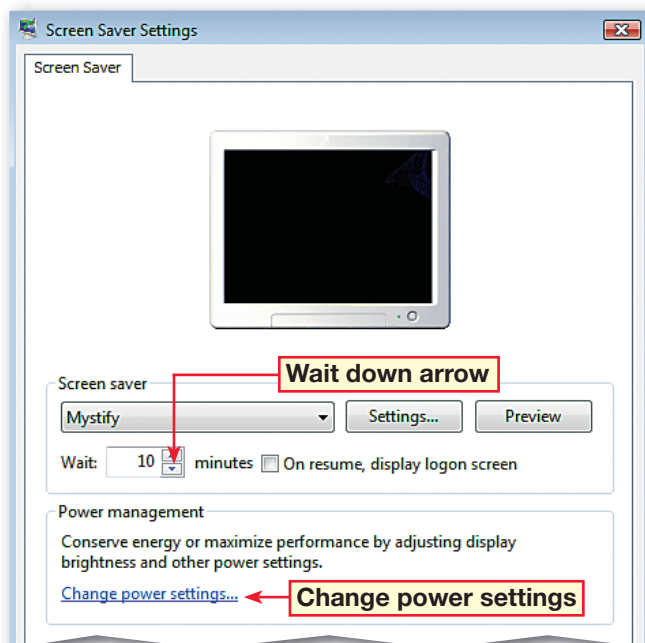 Screen Saver Settings
Screen Saver
Wait down arrow
Screen saver
Mystify
Settings...
Preview
Wait: 10 minutes On resume, display logon screen
Power management
Conserve energy or maximize performance by adjusting display
brightness and other power settings.
Change power settings...
Change power settings